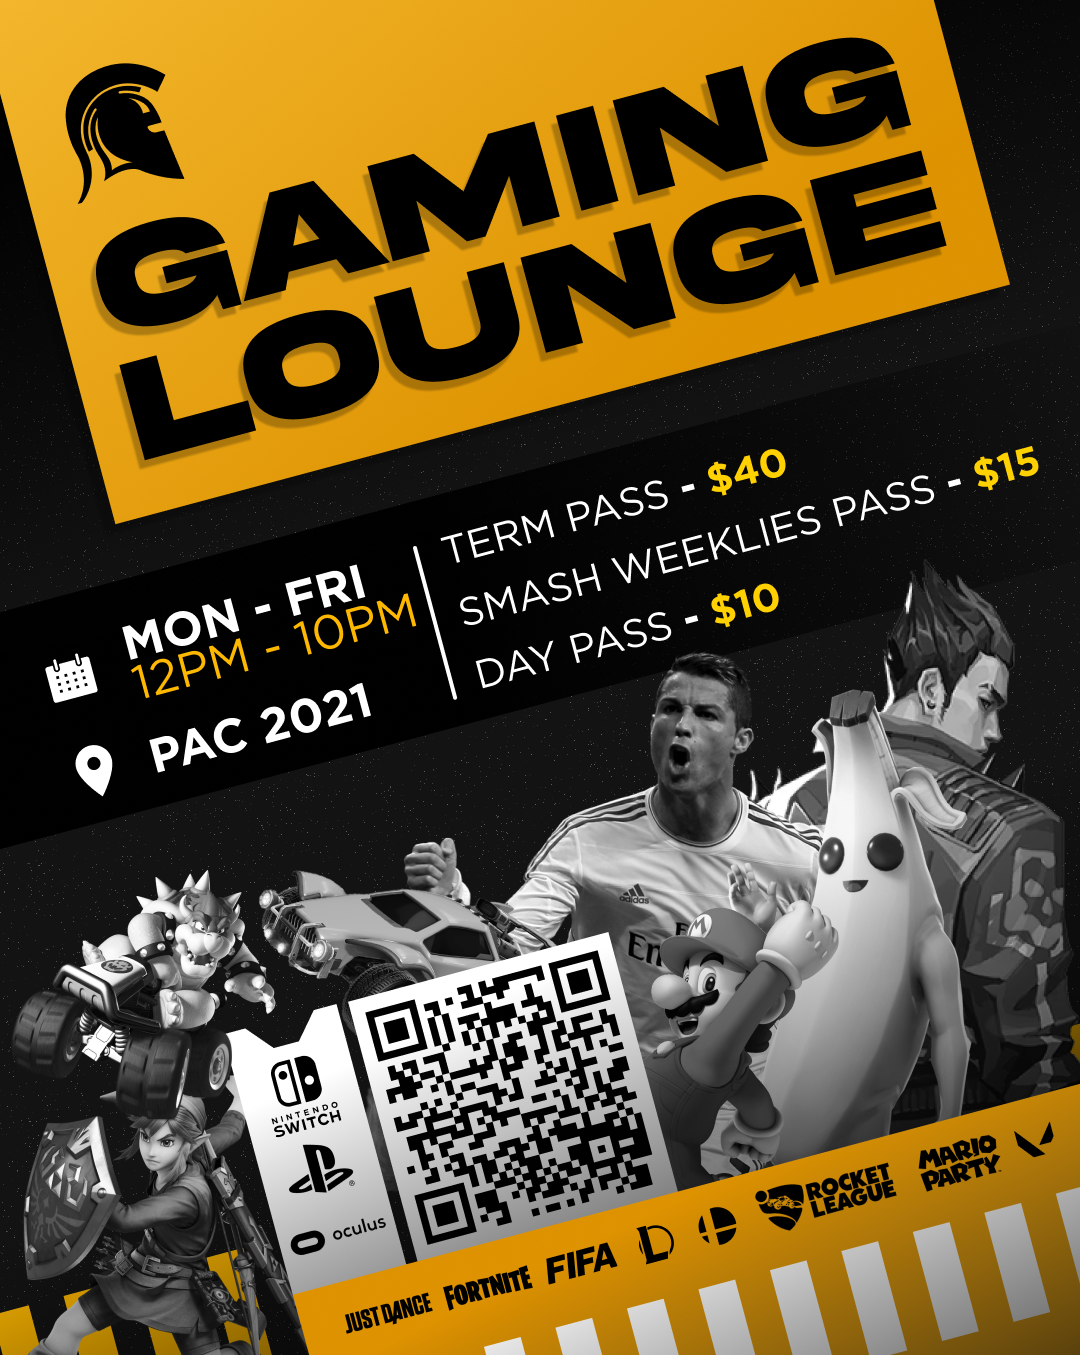 GAMING
LOUNGE
MON - FRI
12PM - 10PM
PAC 2021
TERM PASS - $40
SMASH WEEKLIES PASS - $15
DAY PASS - $10
adidas
M
NINTENDO
SWITCH
oculus
JUST DANCE
FORTNITE
FIFA
ROCKET
LEAGUE
MARIO
PARTY